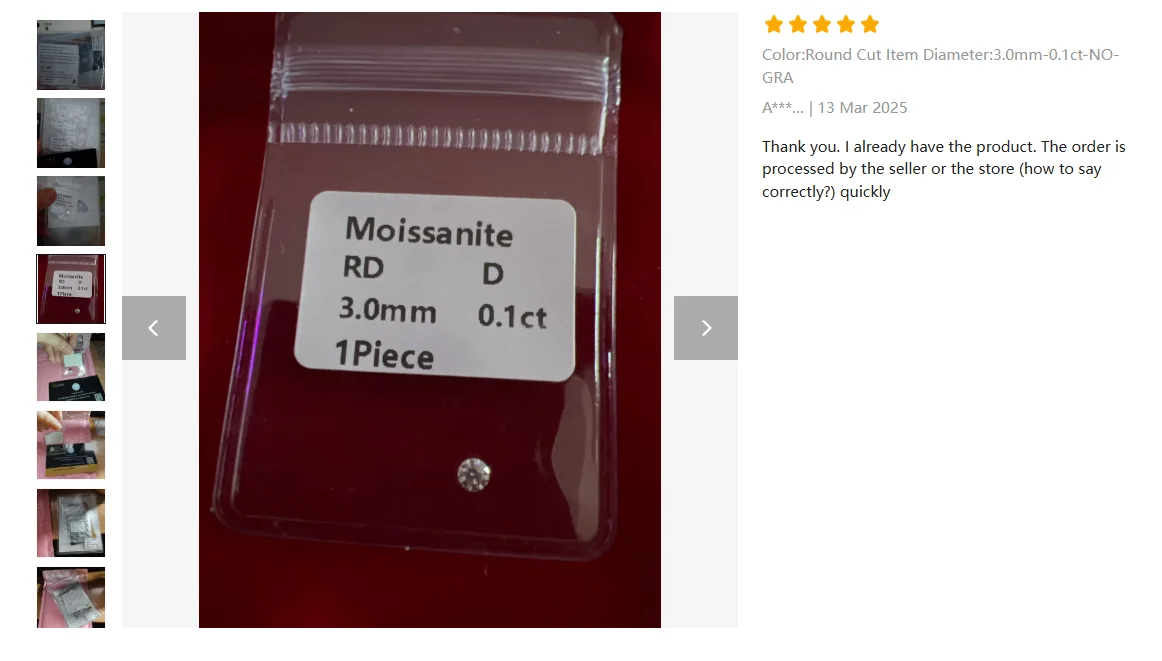 Moissanite
RD D
3.0mm 0.1ct
1Piece
Color:Round Cut Item Diameter:3.0mm-0.1ct-NO-
GRA
A***... | 13 Mar 2025
Thank you. I already have the product. The order is
processed by the seller or the store (how to say
correctly?) quickly